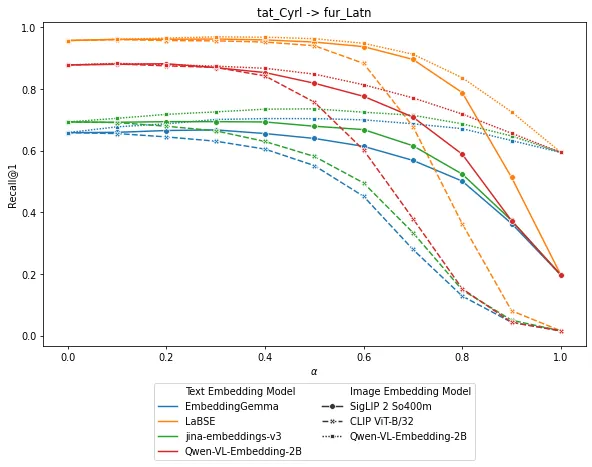 tat_Cyrl -> fur_Latn
Recall@1
1.0
0.8
0.6
0.4
0.2
0.0
0.0 0.2 0.4 0.6 0.8 1.0
α
Text Embedding Model Image Embedding Model
EmbeddingGemma SigLIP 2 So400m
LaBSE CLIP ViT-B/32
jina-embeddings-v3 Qwen-VL-Embedding-2B
Qwen-VL-Embedding-2B